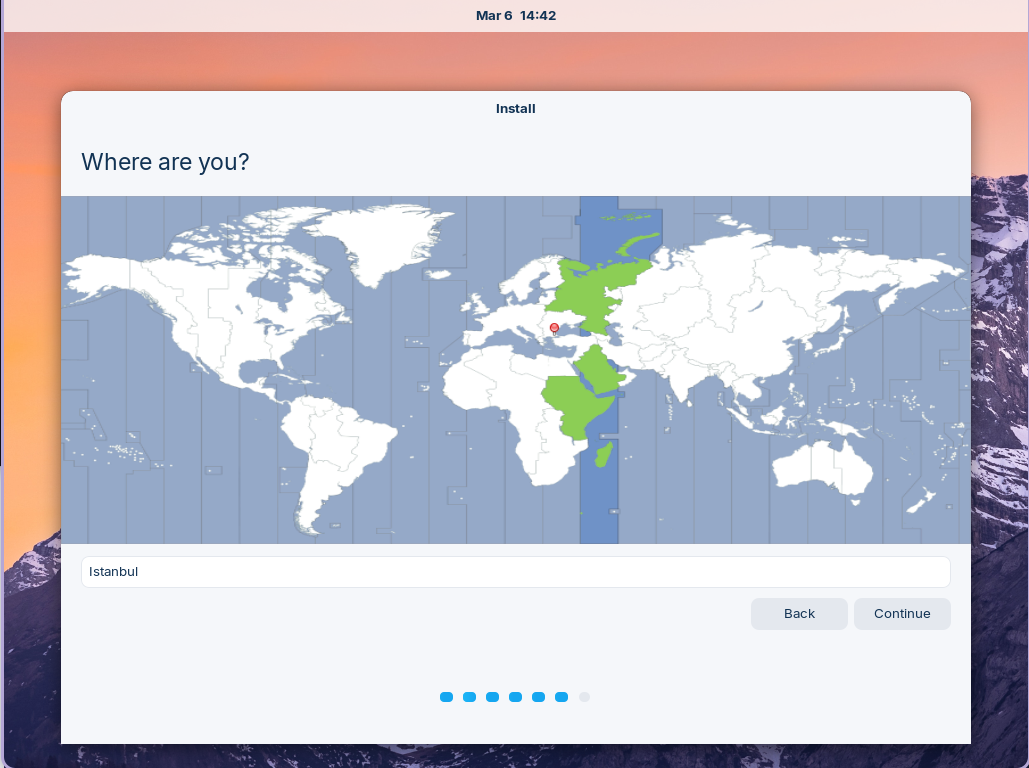 Mar 6 14:42
Install
Where are you?
Istanbul
Back
Continue